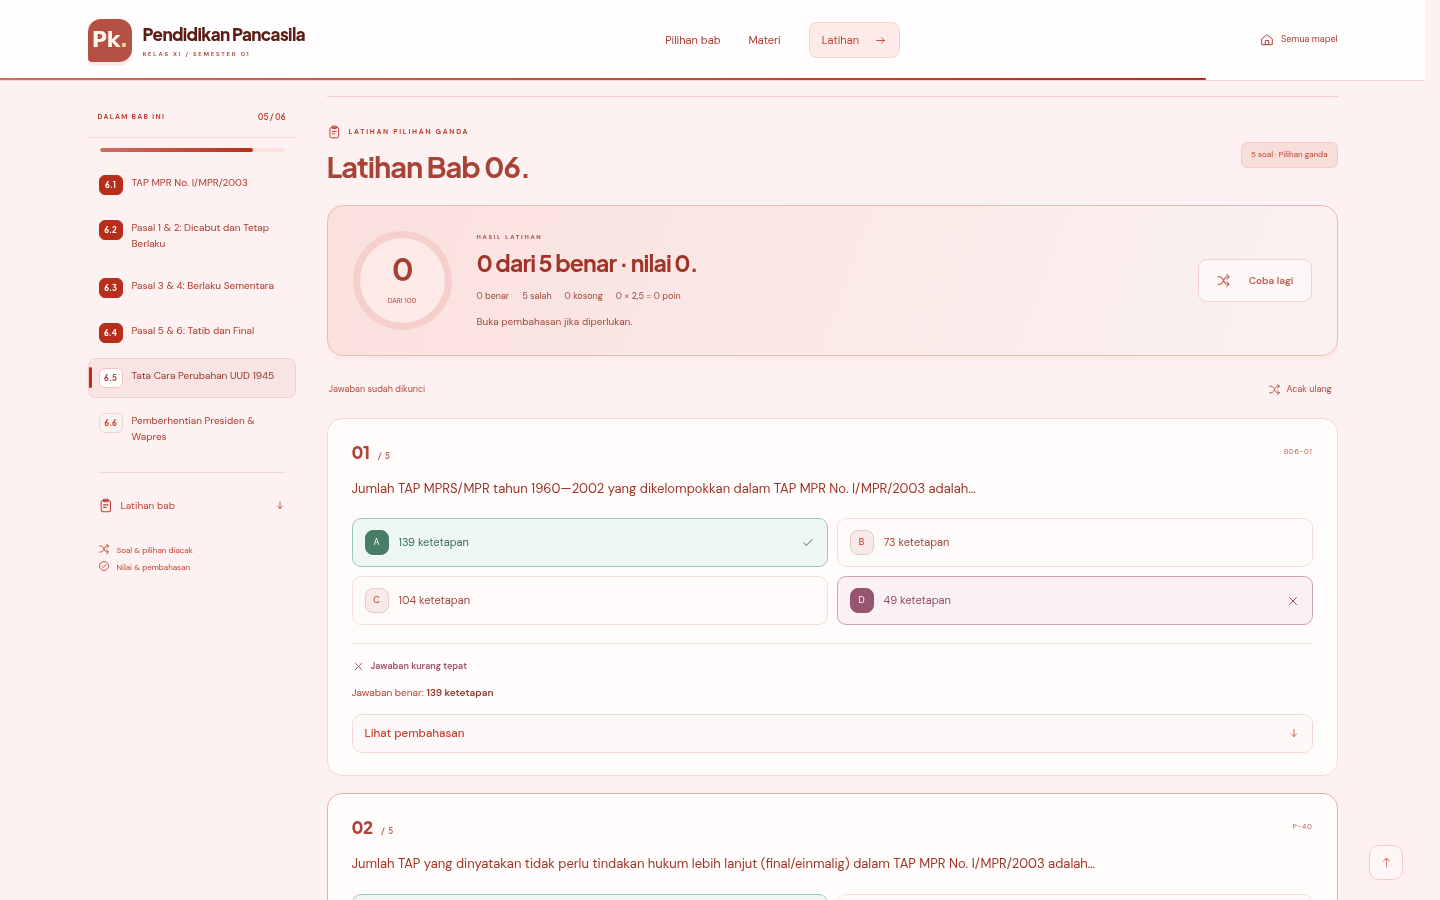 Pk.
Pendidikan Pancasila
KELAS XI / SEMESTER 01
Pilihan bab
Materi
Latihan →
Semua mapel
DALAM BAB INI
05/06
6.1 TAP MPR No. I/MPR/2003
6.2 Pasal 1 & 2: Dicabut dan Tetap
Berlaku
6.3 Pasal 3 & 4: Berlaku Sementara
6.4 Pasal 5 & 6: Tatib dan Final
6.5 Tata Cara Perubahan UUD 1945
6.6 Pemberhentian Presiden &
Wapres
Latihan bab ↓
Soal & pilihan diacak
Nilai & pembahasan
LATIHAN PILIHAN GANDA
Latihan Bab 06.
5 soal · Pilihan ganda
0
DARI 100
HASIL LATIHAN
0 dari 5 benar · nilai 0.
0 benar 5 salah 0 kosong 0 × 2,5 = 0 poin
Buka pembahasan jika diperlukan.
Coba lagi
Jawaban sudah dikunci
Acak ulang
01 / 5
BD6-01
Jumlah TAP MPRS/MPR tahun 1960—2002 yang dikelompokkan dalam TAP MPR No. I/MPR/2003 adalah...
A 139 ketetapan
B 73 ketetapan
C 104 ketetapan
D 49 ketetapan
Jawaban kurang tepat
Jawaban benar: 139 ketetapan
Lihat pembahasan ↓
02 / 5
P-40
Jumlah TAP yang dinyatakan tidak perlu tindakan hukum lebih lanjut (final/einmalig) dalam TAP MPR No. I/MPR/2003 adalah...